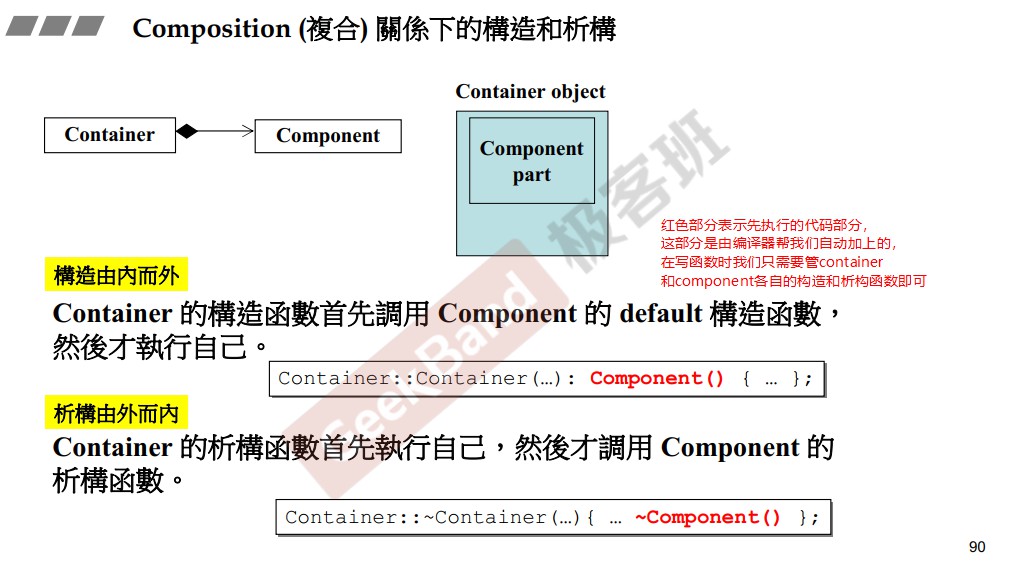 Composition (複合) 關係下的構造和析構
Container object
Container
Component
Component
part
极客班
SeekBand
红色部分表示先执行的代码部分，
这部分是由编译器帮我们自动加上的，
在写函数时我们只需要管container
和component各自的构造和析构函数即可
構造由內而外
Container 的構造函數首先調用 Component 的 default 構造函數，
然後才執行自己。
Container::Container(…): Component() { … };
析構由外而內
Container 的析構函數首先執行自己，然後才調用 Component 的
析構函數。
Container::~Container(…){ … ~Component() };
90